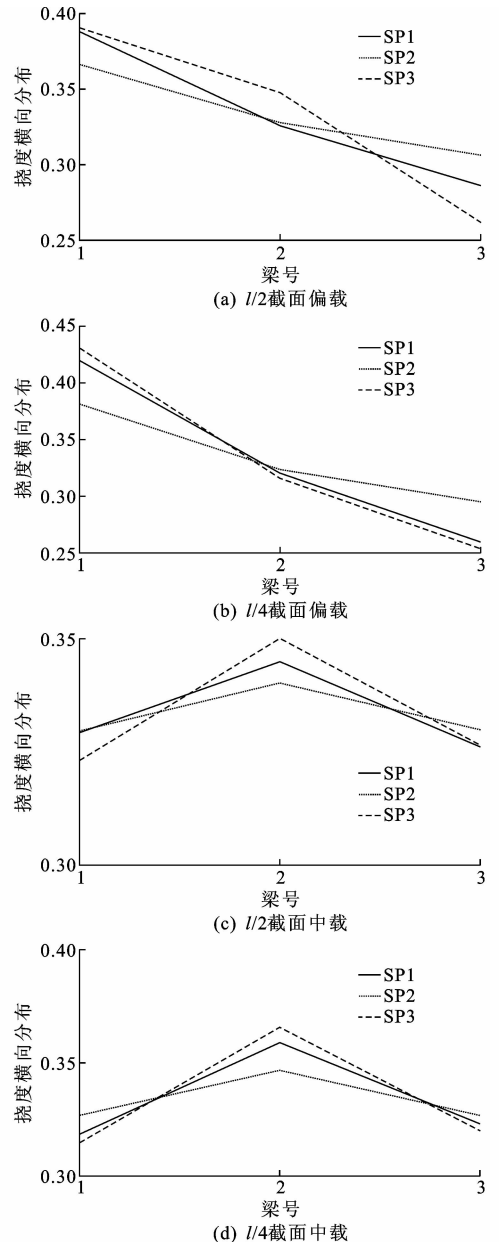 0.40
SP1
SP2
0.35
SP3
挠度横向分布
0.30
0.25
1 2 3
梁号
(a) l/2截面偏载
0.45
SP1
0.40
SP2
SP3
挠度横向分布
0.35
0.30
0.25
1 2 3
梁号
(b) l/4截面偏载
0.35
挠度横向分布
SP1
SP2
SP3
0.30
1 2 3
梁号
(c) l/2截面中载
0.40
SP1
SP2
SP3
挠度横向分布
0.35
0.30
1 2 3
梁号
(d) l/4截面中载